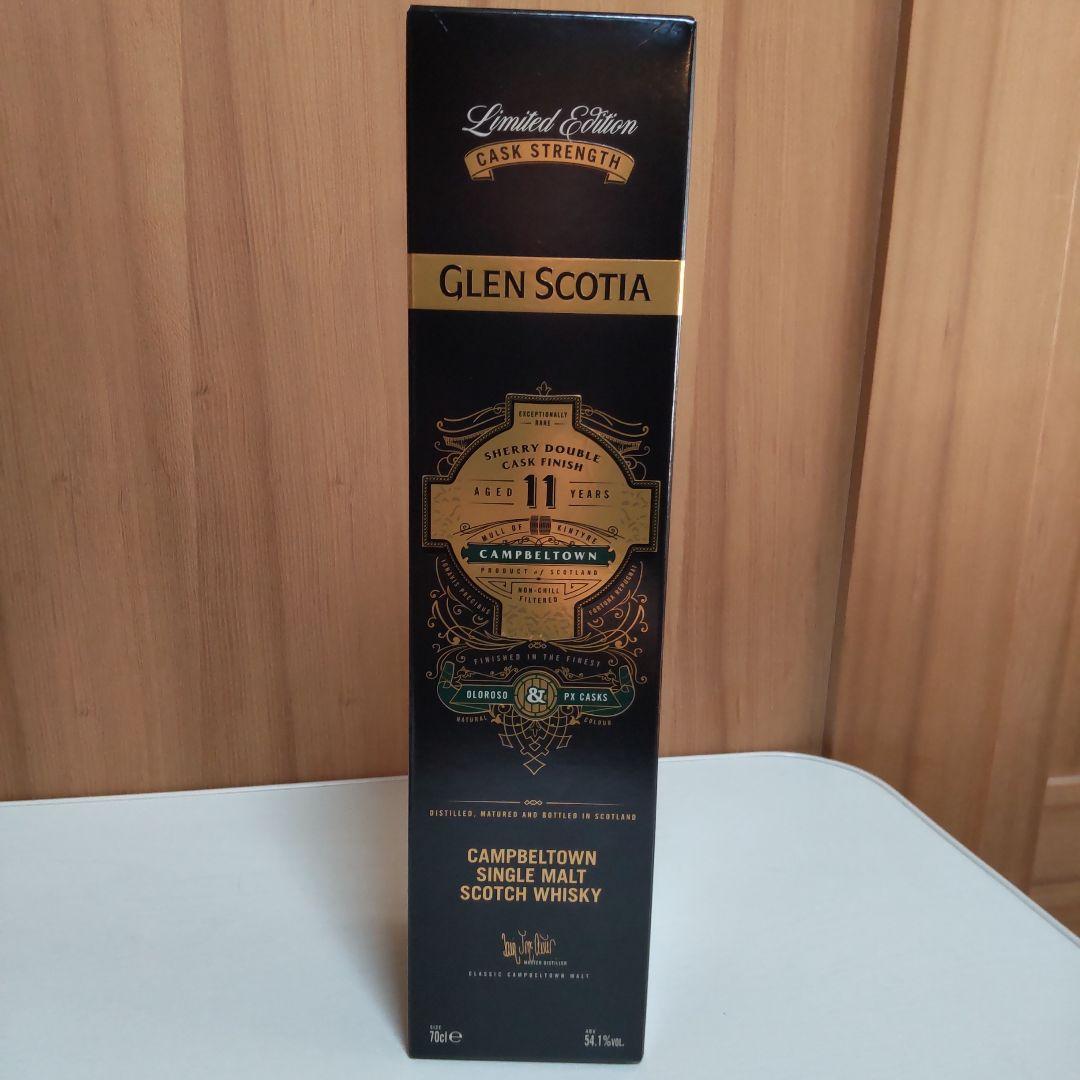 Limited Edition
CASK STRENGTH
GLEN SCOTIA
EXCEPTIONALLY
RARE
SHERRY DOUBLE
CASK FINISH
AGED 11 YEARS
MULL OF KINTYRE
CAMPBELTOWN
PRODUCT of SCOTLAND
NON-CHILL
FILTERED
FORTUNA REPUGNAT
FINISHED IN THE FINEST
OLOROSO & PX CASKS
NATURAL COLOUR
DISTILLED, MATURED AND BOTTLED IN SCOTLAND
CAMPBELTOWN
SINGLE MALT
SCOTCH WHISKY
MASTER DISTILLER
CLASSIC CAMPBELTOWN MALT
SIZE
70cl e
ABV
54.1%VOL.